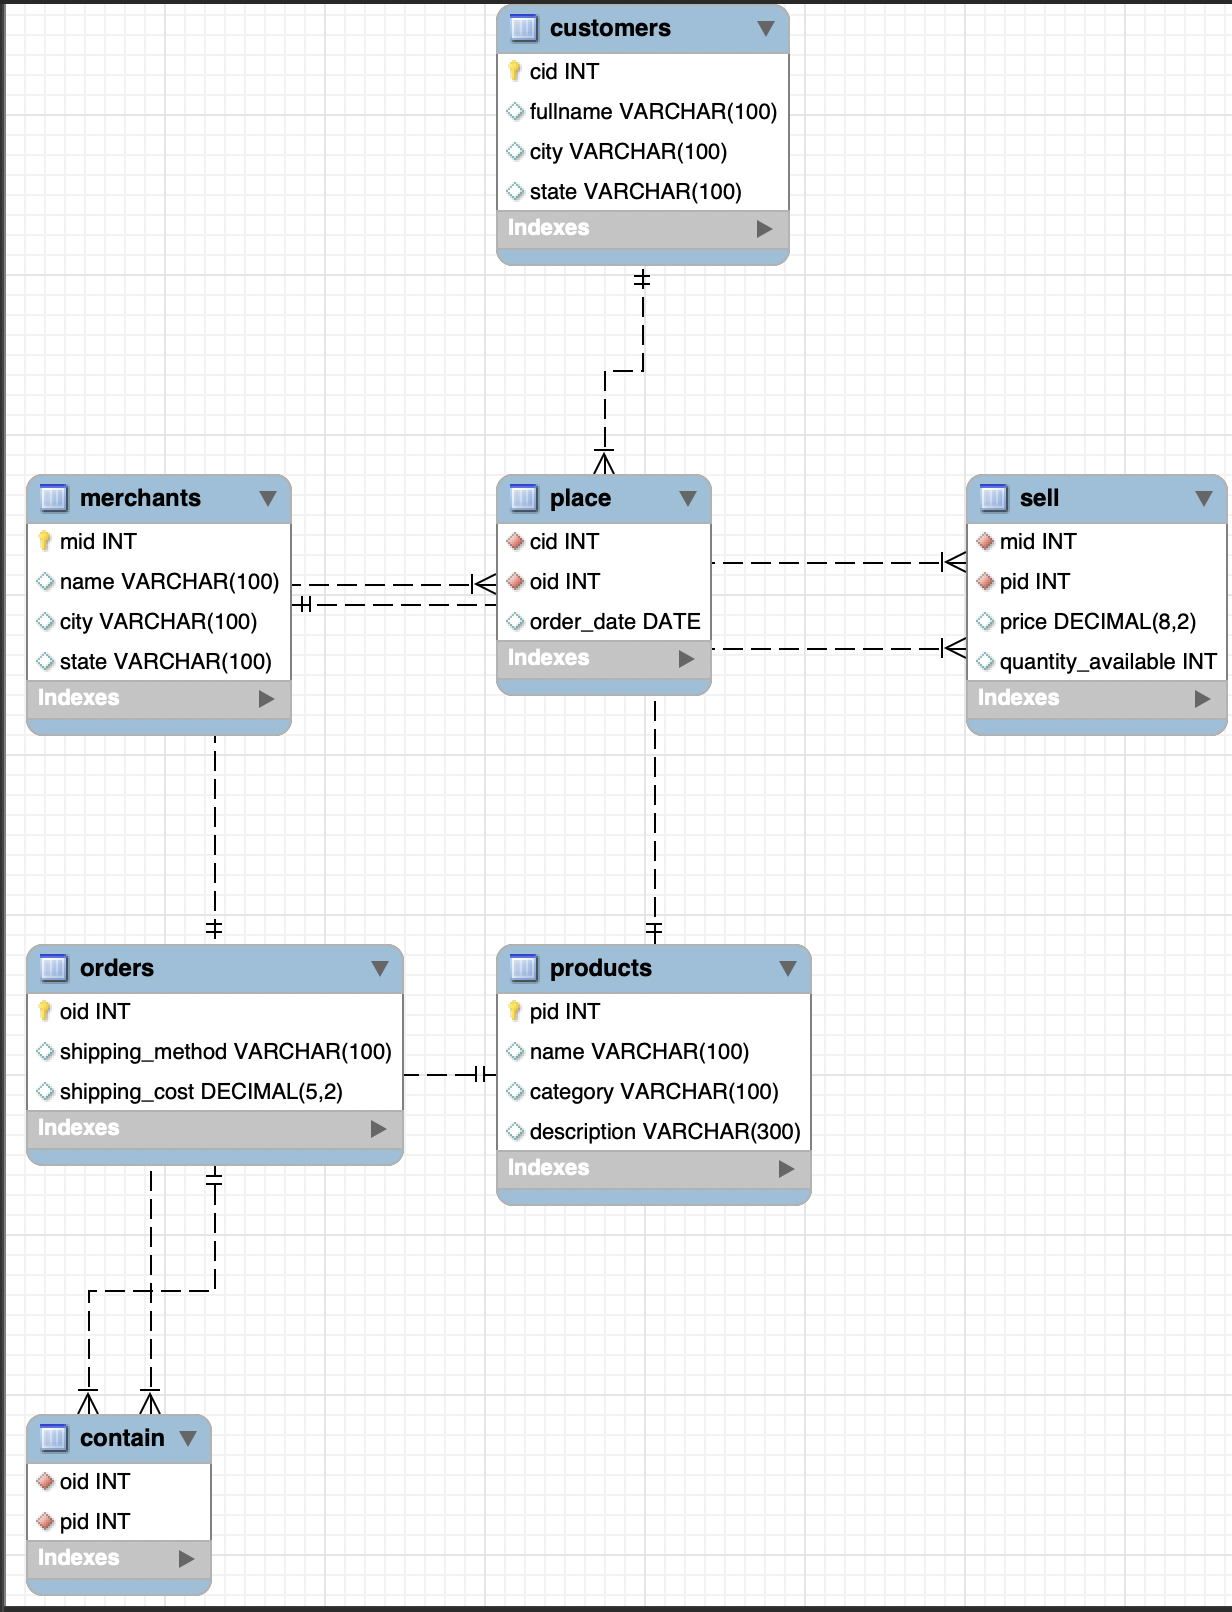 customers
cid INT
fullname VARCHAR(100)
city VARCHAR(100)
state VARCHAR(100)
Indexes
merchants
mid INT
name VARCHAR(100)
city VARCHAR(100)
state VARCHAR(100)
Indexes
place
cid INT
oid INT
order_date DATE
Indexes
sell
mid INT
pid INT
price DECIMAL(8,2)
quantity_available INT
Indexes
orders
oid INT
shipping_method VARCHAR(100)
shipping_cost DECIMAL(5,2)
Indexes
products
pid INT
name VARCHAR(100)
category VARCHAR(100)
description VARCHAR(300)
Indexes
contain
oid INT
pid INT
Indexes